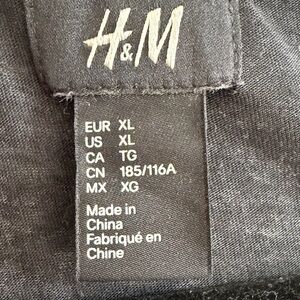 H&M
EUR XL
US XL
CA TG
CN 185/116A
MX XG
Made in
China
Fabriqué en
Chine